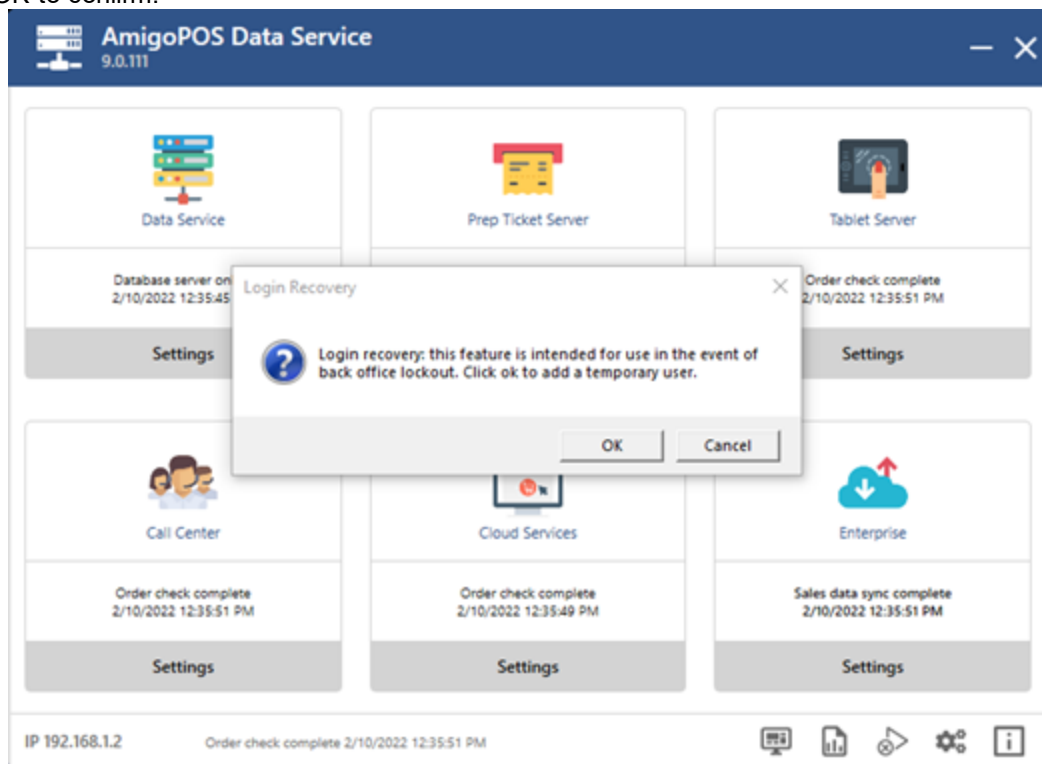 OK to confirm.
AmigoPOS Data Service
9.0.111
Data Service
Prep Ticket Server
Tablet Server
Database server on
2/10/2022 12:35:45
Order check complete
2/10/2022 12:35:51 PM
Settings
Settings
Login Recovery
Login recovery: this feature is intended for use in the event of
back office lockout. Click ok to add a temporary user.
OK
Cancel
Call Center
Cloud Services
Enterprise
Order check complete
2/10/2022 12:35:51 PM
Order check complete
2/10/2022 12:35:49 PM
Sales data sync complete
2/10/2022 12:35:51 PM
Settings
Settings
Settings
IP 192.168.1.2
Order check complete 2/10/2022 12:35:51 PM